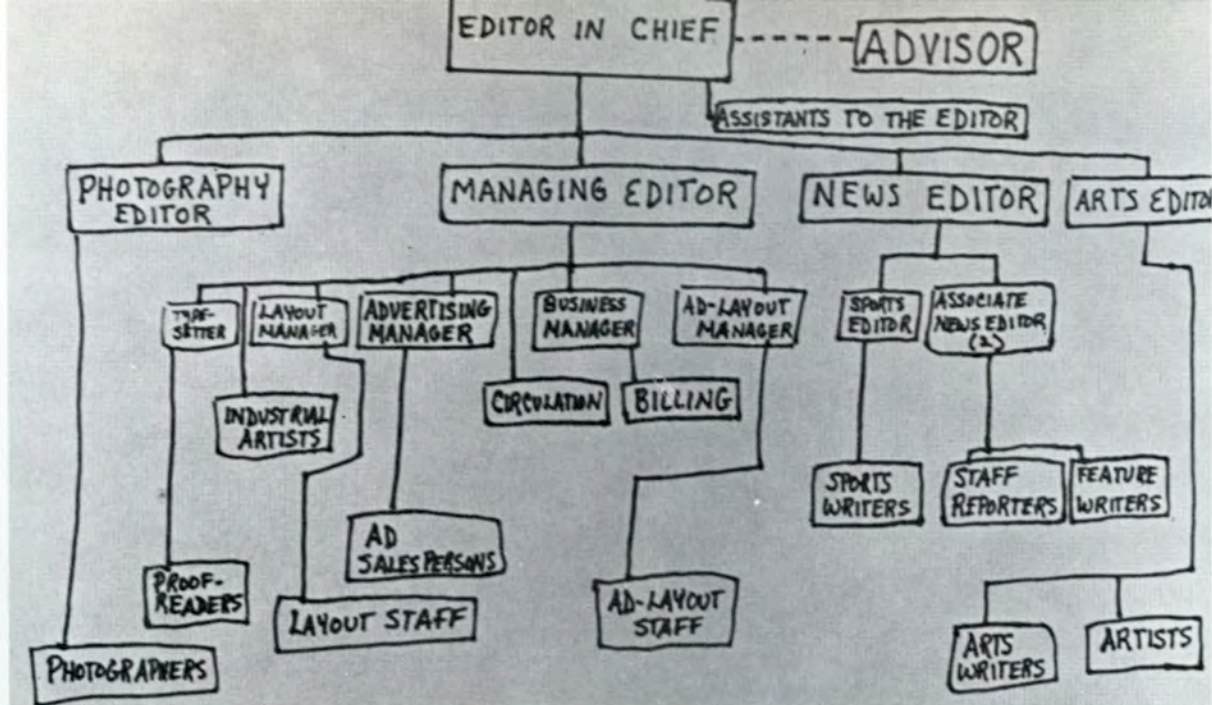 EDITOR IN CHIEF
ADVISOR
ASSISTANTS TO THE EDITOR
PHOTOGRAPHY
EDITOR
MANAGING EDITOR
NEWS EDITOR
ARTS EDITO
TYPE-
SETTER
LAYOUT
MANAGER
ADVERTISING
MANAGER
BUSINESS
MANAGER
AD-LAYOUT
MANAGER
SPORTS
EDITOR
ASSOCIATE
NEWS EDITOR
(2)
INDUSTRIAL
ARTISTS
CIRCULATION
BILLING
SPORTS
WRITERS
STAFF
REPORTERS
FEATURE
WRITERS
AD
SALESPERSONS
PROOF-
READERS
LAYOUT STAFF
AD-LAYOUT
STAFF
PHOTOGRAPHERS
ARTS
WRITERS
ARTISTS